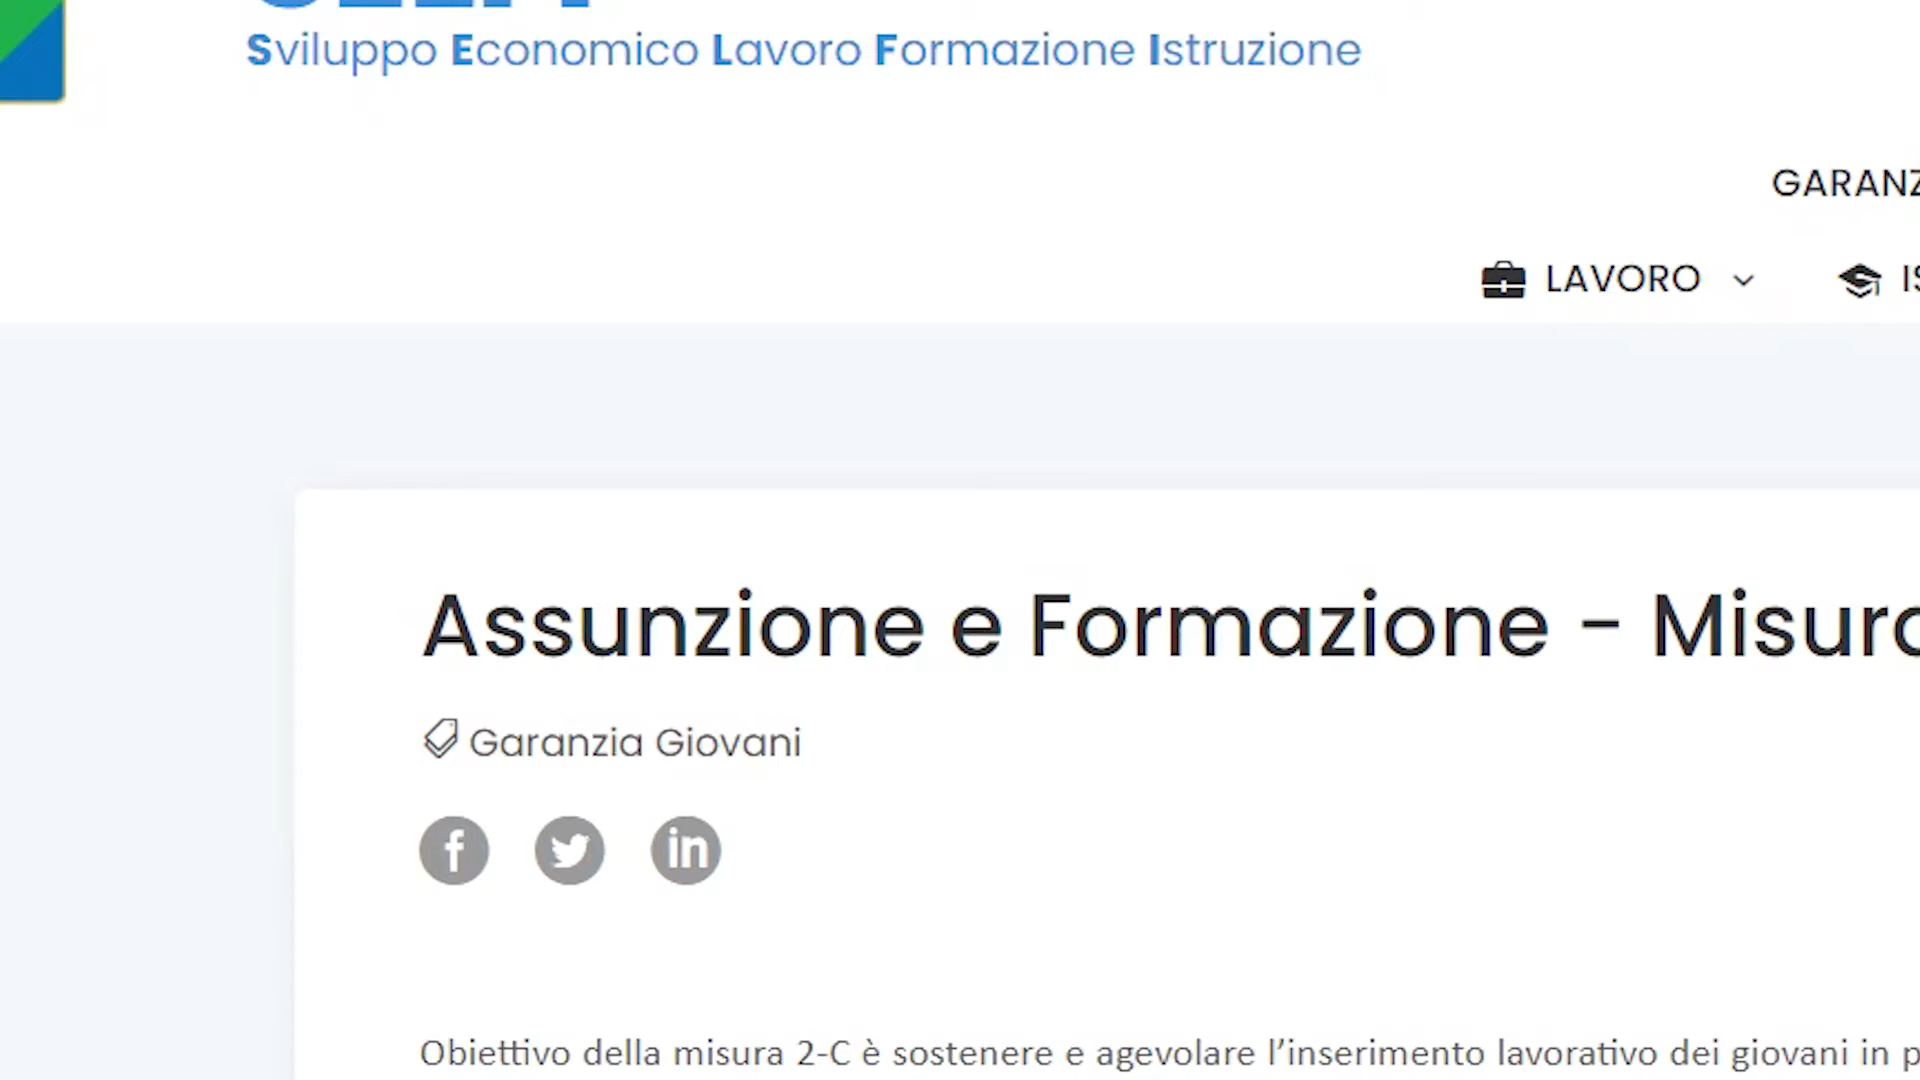 Sviluppo Economico Lavoro Formazione Istruzione
LAVORO
Assunzione e Formazione - Misura
Garanzia Giovani
Obiettivo della misura 2-C è sostenere e agevolare l’inserimento lavorativo dei giovani in